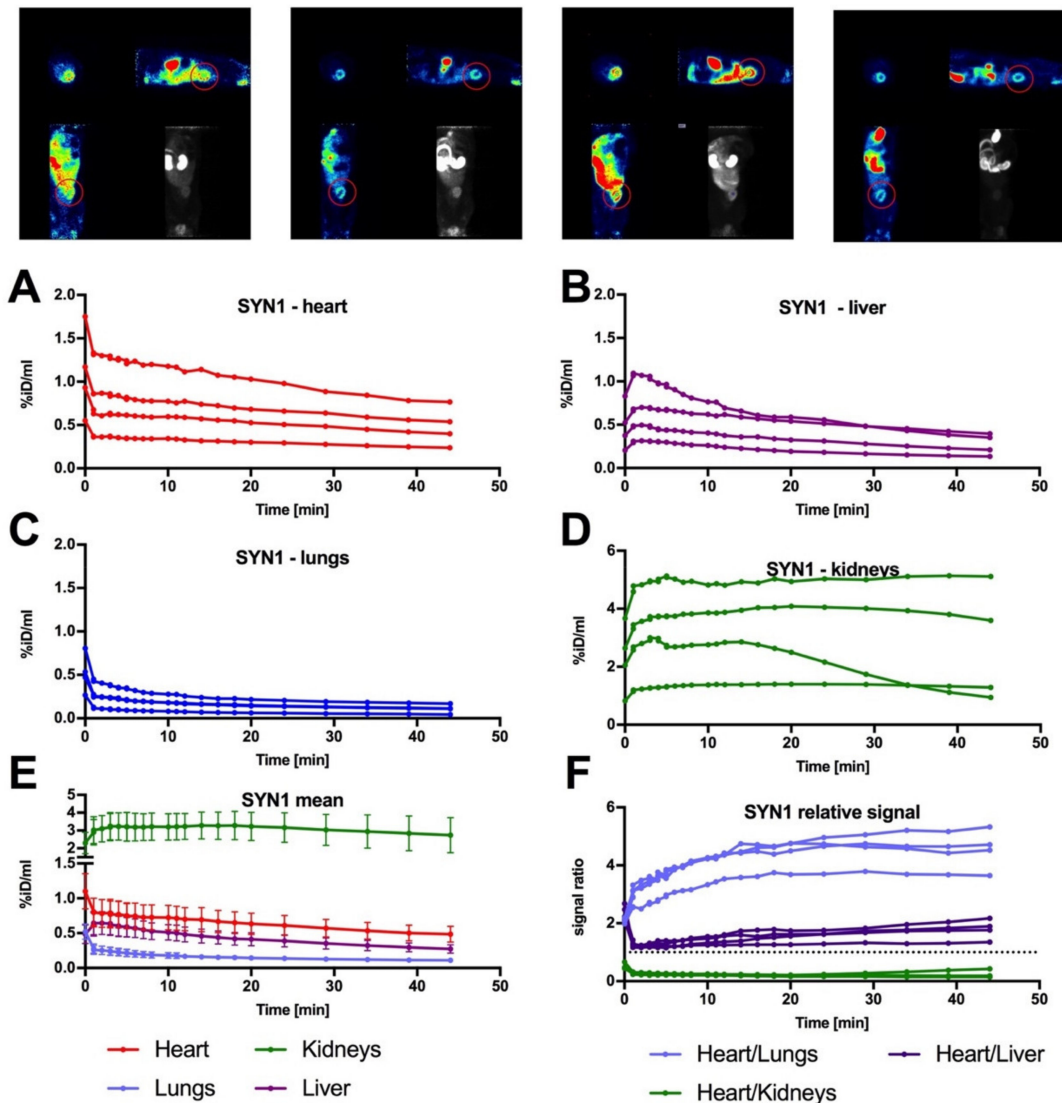 A
SYN1 - heart
2.0
1.5
1.0
0.5
0.0
%iD/ml
0 10 20 30 40 50
Time [min]
B
SYN1 - liver
2.0
1.5
1.0
0.5
0.0
%iD/ml
0 10 20 30 40 50
Time [min]
C
SYN1 - lungs
2.0
1.5
1.0
0.5
0.0
%iD/ml
0 10 20 30 40 50
Time [min]
D
SYN1 - kidneys
6
4
2
0
%iD/ml
0 10 20 30 40 50
Time [min]
E
SYN1 mean
5
4
3
2
1.5
1.0
0.5
0.0
%iD/ml
0 10 20 30 40 50
Time [min]
Heart
Kidneys
Lungs
Liver
F
SYN1 relative signal
6
4
2
0
signal ratio
0 10 20 30 40 50
Time [min]
Heart/Lungs
Heart/Liver
Heart/Kidneys